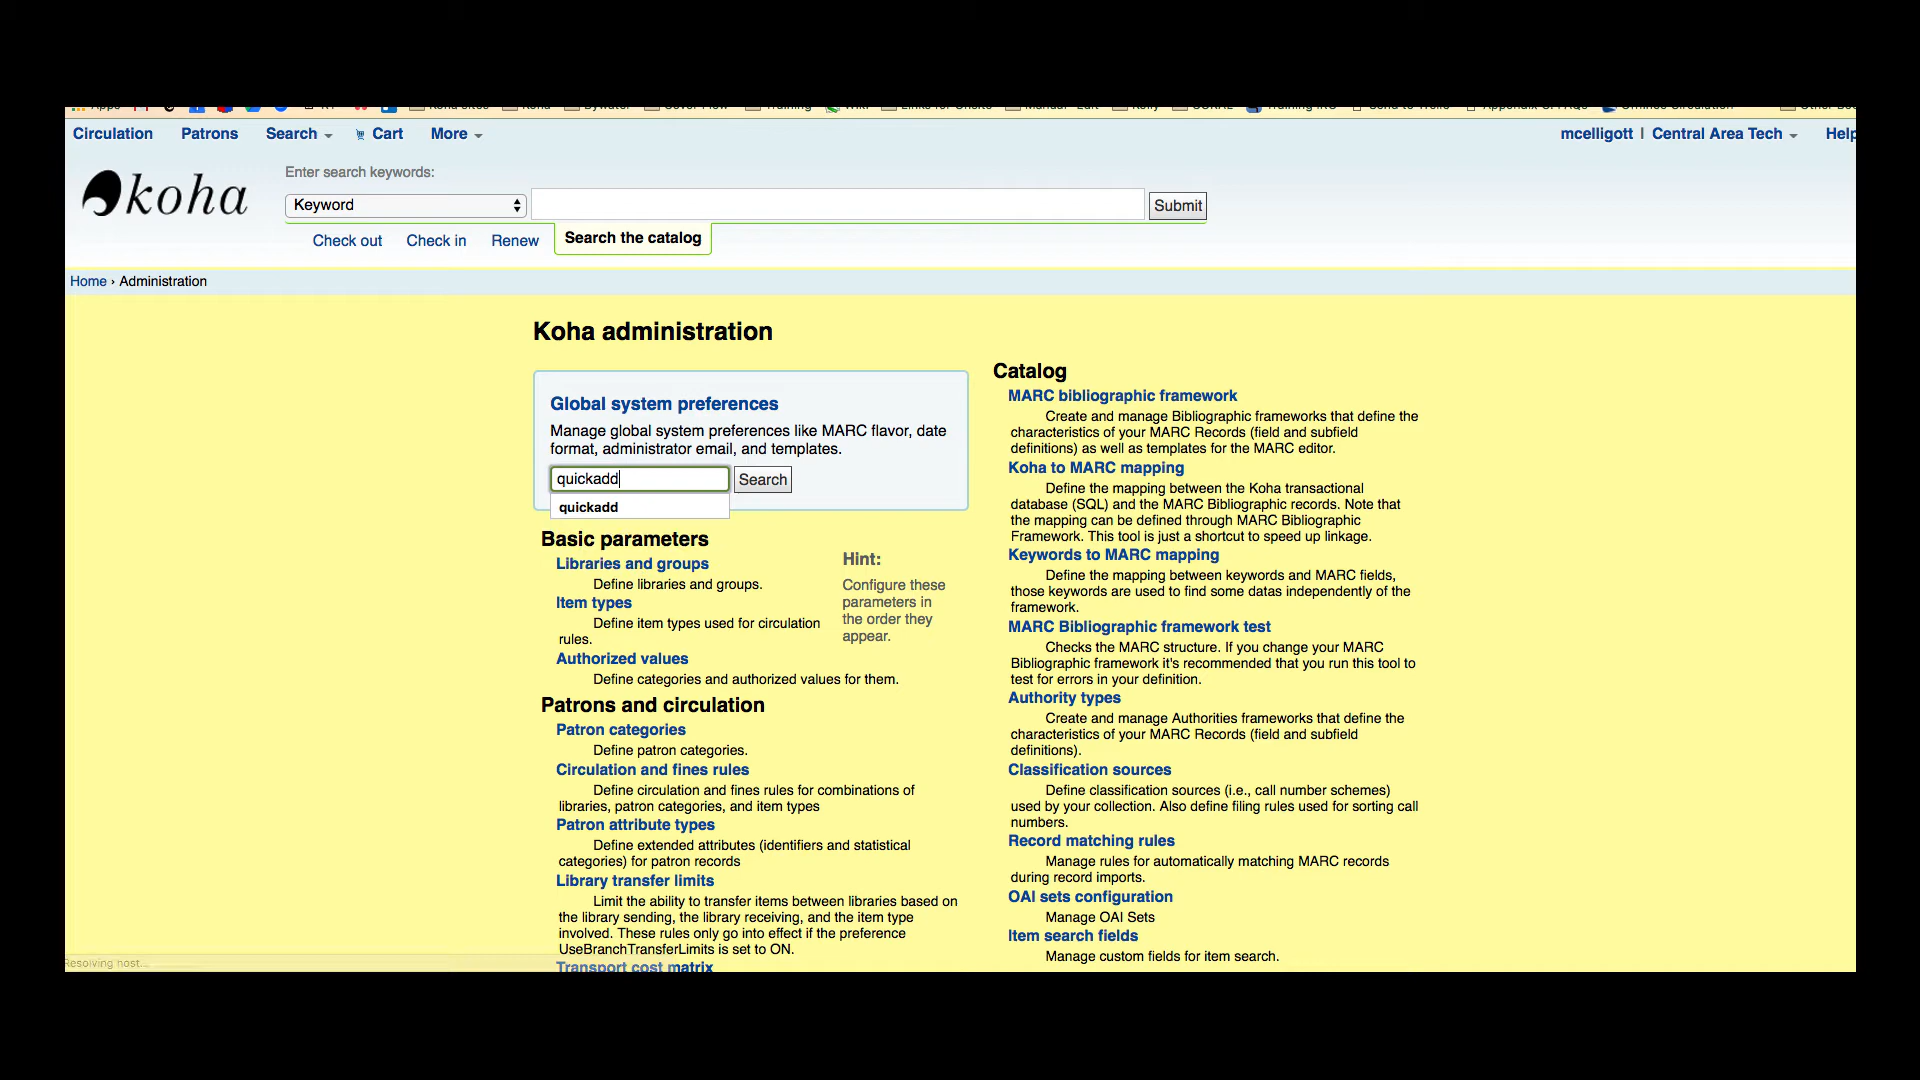 Circulation Patrons Search Cart More mcelligott | Central Area Tech Help
koha
Enter search keywords:
Keyword Submit
Check out Check in Renew Search the catalog
Home › Administration
Koha administration
Global system preferences
Manage global system preferences like MARC flavor, date
format, administrator email, and templates.
quickadd Search
quickadd
Basic parameters
Libraries and groups
Define libraries and groups.
Item types
Define item types used for circulation
rules.
Authorized values
Define categories and authorized values for them.
Hint:
Configure these
parameters in
the order they
appear.
Patrons and circulation
Patron categories
Define patron categories.
Circulation and fines rules
Define circulation and fines rules for combinations of
libraries, patron categories, and item types
Patron attribute types
Define extended attributes (identifiers and statistical
categories) for patron records
Library transfer limits
Limit the ability to transfer items between libraries based on
the library sending, the library receiving, and the item type
involved. These rules only go into effect if the preference
UseBranchTransferLimits is set to ON.
Transport cost matrix
Catalog
MARC bibliographic framework
Create and manage Bibliographic frameworks that define the
characteristics of your MARC Records (field and subfield
definitions) as well as templates for the MARC editor.
Koha to MARC mapping
Define the mapping between the Koha transactional
database (SQL) and the MARC Bibliographic records. Note that
the mapping can be defined through MARC Bibliographic
Framework. This tool is just a shortcut to speed up linkage.
Keywords to MARC mapping
Define the mapping between keywords and MARC fields,
those keywords are used to find some datas independently of the
framework.
MARC Bibliographic framework test
Checks the MARC structure. If you change your MARC
Bibliographic framework it's recommended that you run this tool to
test for errors in your definition.
Authority types
Create and manage Authorities frameworks that define the
characteristics of your MARC Records (field and subfield
definitions).
Classification sources
Define classification sources (i.e., call number schemes)
used by your collection. Also define filing rules used for sorting call
numbers.
Record matching rules
Manage rules for automatically matching MARC records
during record imports.
OAI sets configuration
Manage OAI Sets
Item search fields
Manage custom fields for item search.
Resolving host...